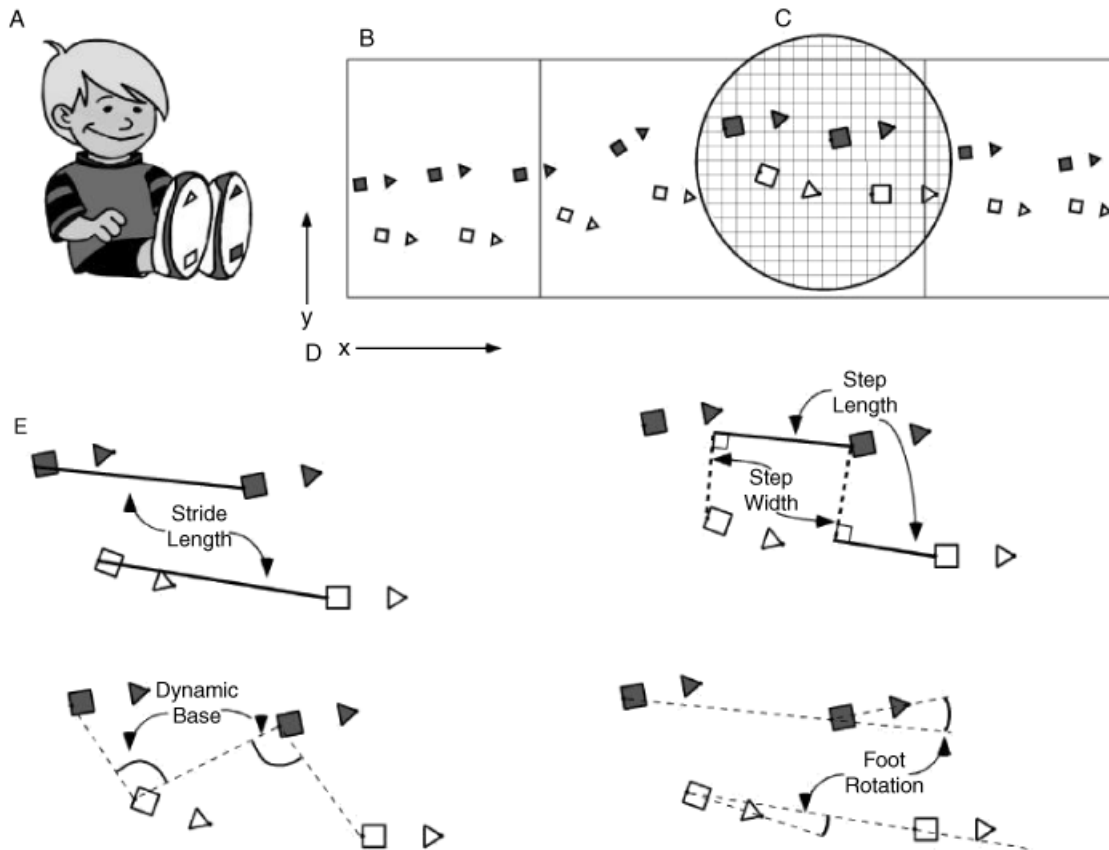 A
B
C
y
D
x
E
Stride
Length
Step
Length
Step
Width
Dynamic
Base
Foot
Rotation